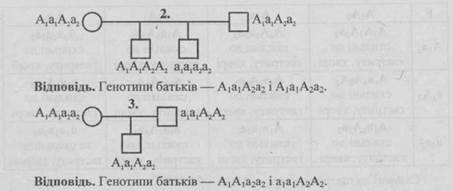 2.
A₁a₁A₂a₂ A₁a₁A₂a₂
A₁A₁A₂A₂ a₁a₁a₂a₂
Відповідь. Генотипи батьків — A₁a₁A₂a₂ і A₁a₁A₂a₂.
3.
A₁A₁a₂a₂ a₁a₁A₂A₂
A₁a₁A₂a₂
Відповідь. Генотипи батьків — A₁A₁a₂a₂ і a₁a₁A₂A₂.